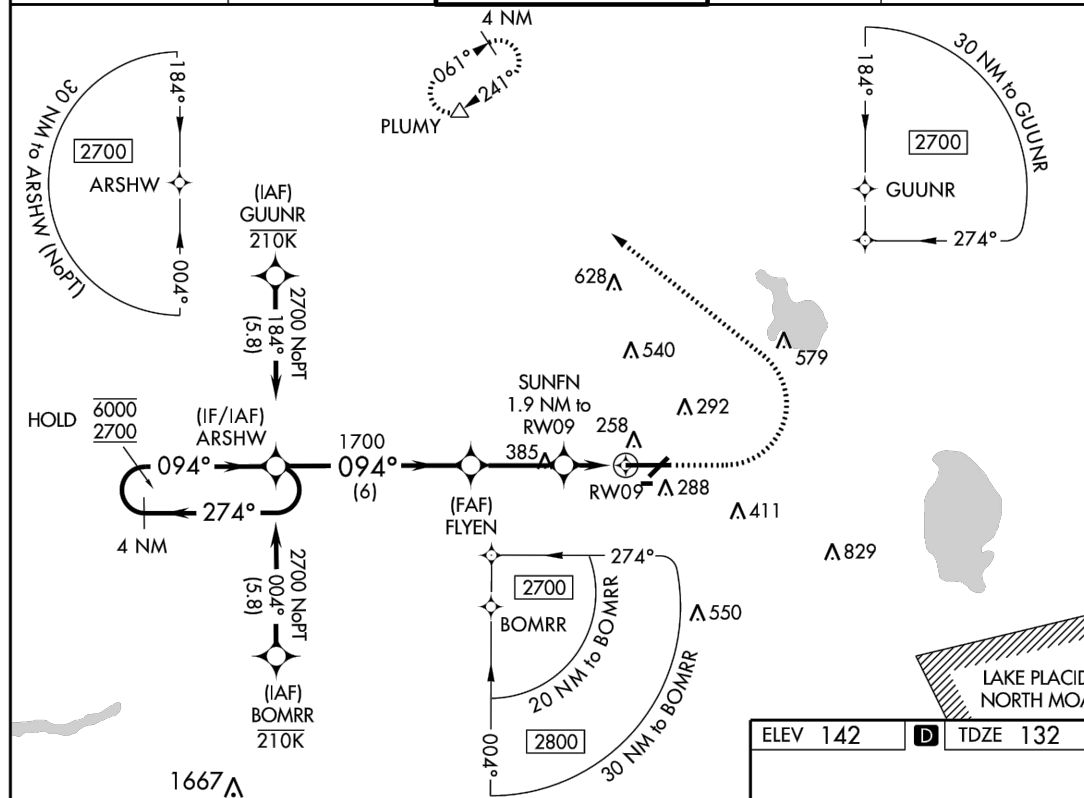 4 NM
061°
241°
PLUMY
184°
30 NM to ARSHW (NoPT)
2700
ARSHW
004°
184°
30 NM to GUUNR
2700
GUUNR
274°
(IAF)
GUUNR
210K
2700 NoPT
184°
(5.8)
628
540
579
292
SUNFN
1.9 NM to
RW09
258
385
RW09
288
411
829
HOLD
6000
2700
(IF/IAF)
ARSHW
094°
274°
4 NM
1700
094°
(6)
(FAF)
FLYEN
2700 NoPT
004°
(5.8)
(IAF)
BOMRR
210K
274°
2700
BOMRR
20 NM to BOMRR
2800
30 NM to BOMRR
004°
550
LAKE PLACID
NORTH MOA
1667
ELEV 142 D TDZE 132